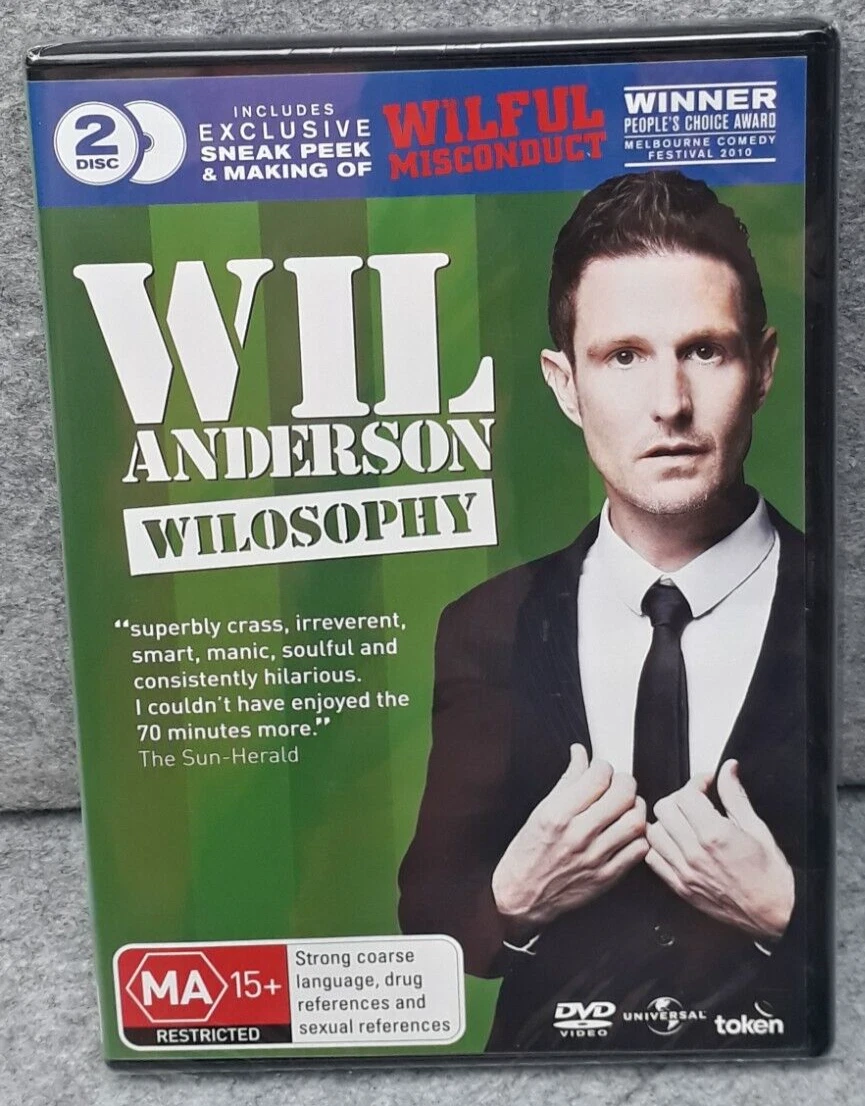 2
DISC
INCLUDES
EXCLUSIVE
SNEAK PEEK
& MAKING OF
WILFUL
MISCONDUCT
WINNER
PEOPLE'S CHOICE AWARD
MELBOURNE COMEDY
FESTIVAL 2010
WIL
ANDERSON
WILOSOPHY
“superbly crass, irreverent,
smart, manic, soulful and
consistently hilarious.
I couldn't have enjoyed the
70 minutes more.”
The Sun-Herald
MA 15+
RESTRICTED
Strong coarse
language, drug
references and
sexual references
DVD
VIDEO
UNIVERSAL
token